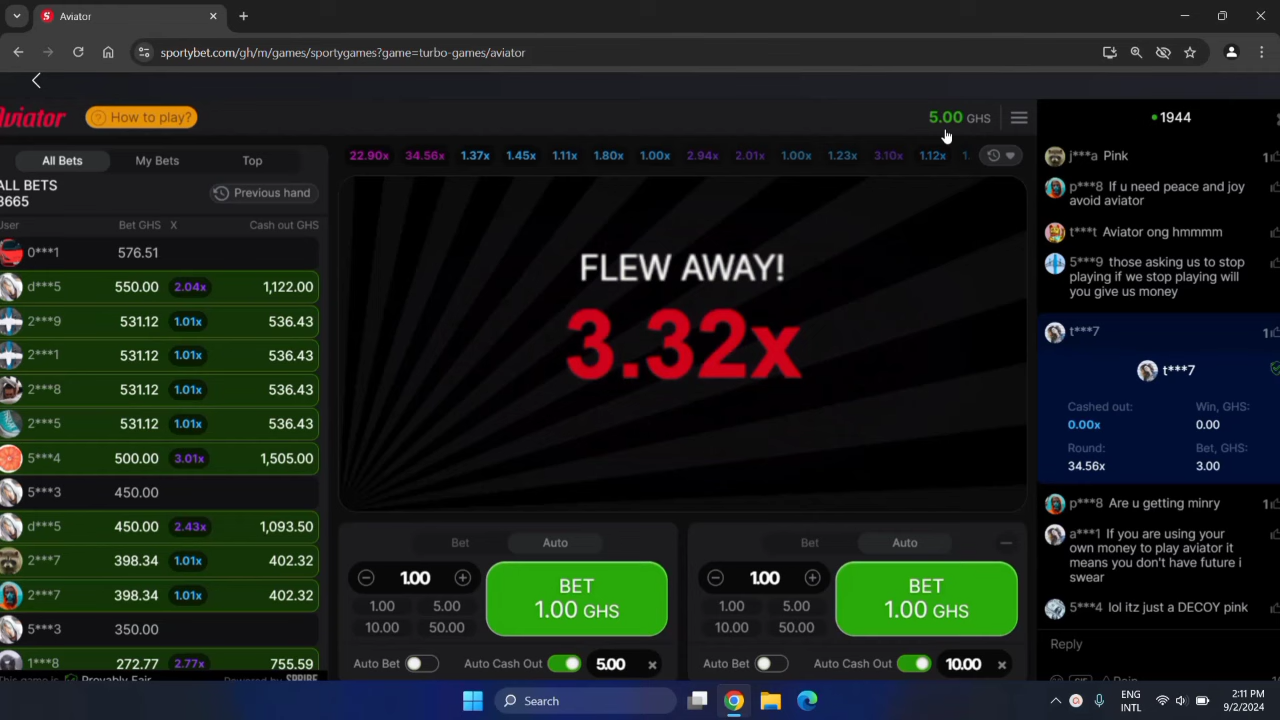 Aviator
sportybet.com/gh/m/games/sportygames?game=turbo-games/aviator
Aviator
How to play?
5.00 GHS
1944
All Bets
My Bets
Top
22.90x 34.56x 1.37x 1.45x 1.11x 1.80x 1.00x 2.94x 2.01x 1.00x 1.23x 3.10x 1.12x 1.
ALL BETS
3665
Previous hand
User Bet GHS X Cash out GHS
0***1 576.51
d***5 550.00 2.04x 1,122.00
2***9 531.12 1.01x 536.43
2***1 531.12 1.01x 536.43
2***8 531.12 1.01x 536.43
2***5 531.12 1.01x 536.43
5***4 500.00 3.01x 1,505.00
5***3 450.00
d***5 450.00 2.43x 1,093.50
2***7 398.34 1.01x 402.32
2***7 398.34 1.01x 402.32
5***3 350.00
1***8 272.77 2.77x 755.59
This game is Provably Fair Powered by SPRIBE
FLEW AWAY!
3.32x
Bet Auto
1.00
BET
1.00 GHS
1.00 5.00
10.00 50.00
Auto Bet Auto Cash Out 5.00
Bet Auto
1.00
BET
1.00 GHS
1.00 5.00
10.00 50.00
Auto Bet Auto Cash Out 10.00
j***a Pink
p***8 If u need peace and joy
avoid aviator
t***t Aviator ong hmmmm
5***9 those asking us to stop
playing if we stop playing will
you give us money
t***7 1
t***7
Cashed out: Win, GHS:
0.00x 0.00
Round: Bet, GHS:
34.56x 3.00
p***8 Are u getting minry
a***1 If you are using your
own money to play aviator it
means you don't have future i
swear
5***4 lol itz just a DECOY pink
Reply
Search
ENG
INTL
2:11 PM
9/2/2024